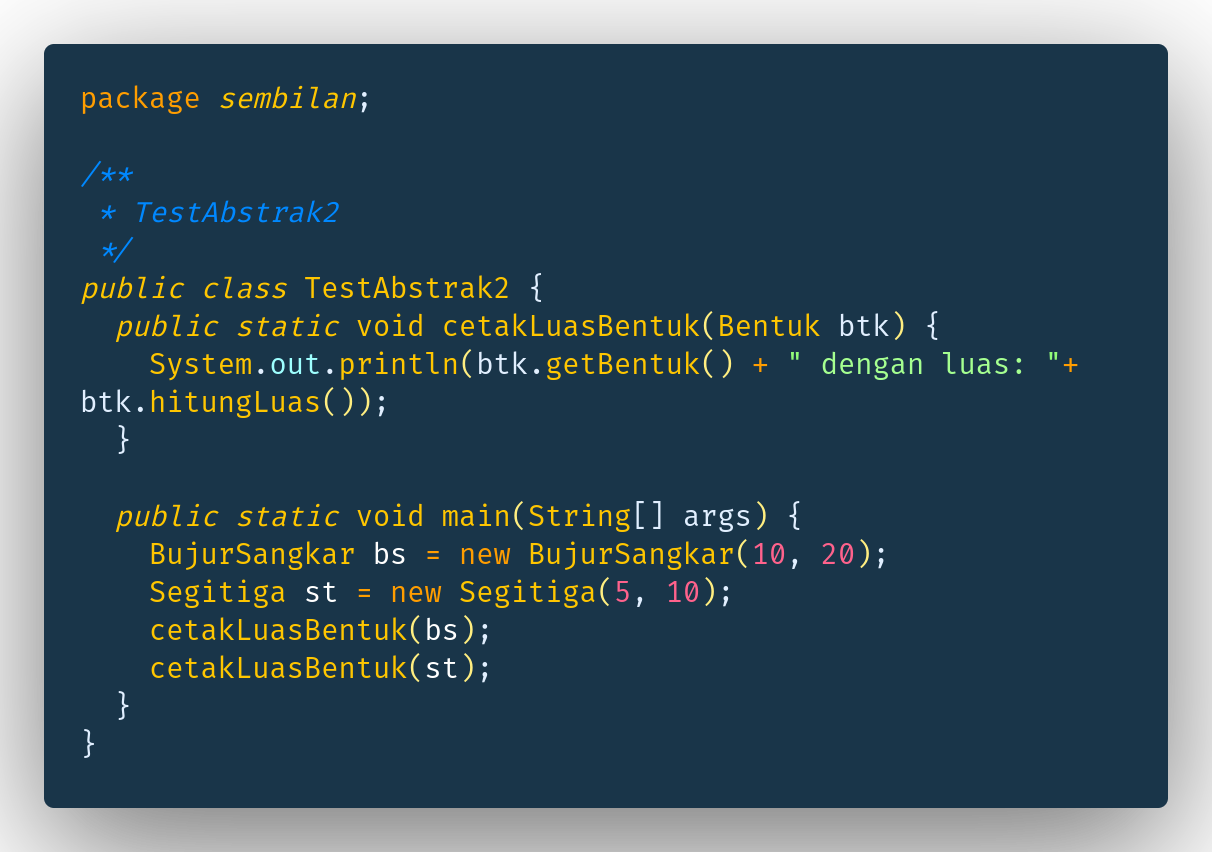 package sembilan;

/**
 * TestAbstrak2
 */
public class TestAbstrak2 {
  public static void cetakLuasBentuk(Bentuk btk) {
    System.out.println(btk.getBentuk() + " dengan luas: "+
btk.hitungLuas());
  }

  public static void main(String[] args) {
    BujurSangkar bs = new BujurSangkar(10, 20);
    Segitiga st = new Segitiga(5, 10);
    cetakLuasBentuk(bs);
    cetakLuasBentuk(st);
  }
}